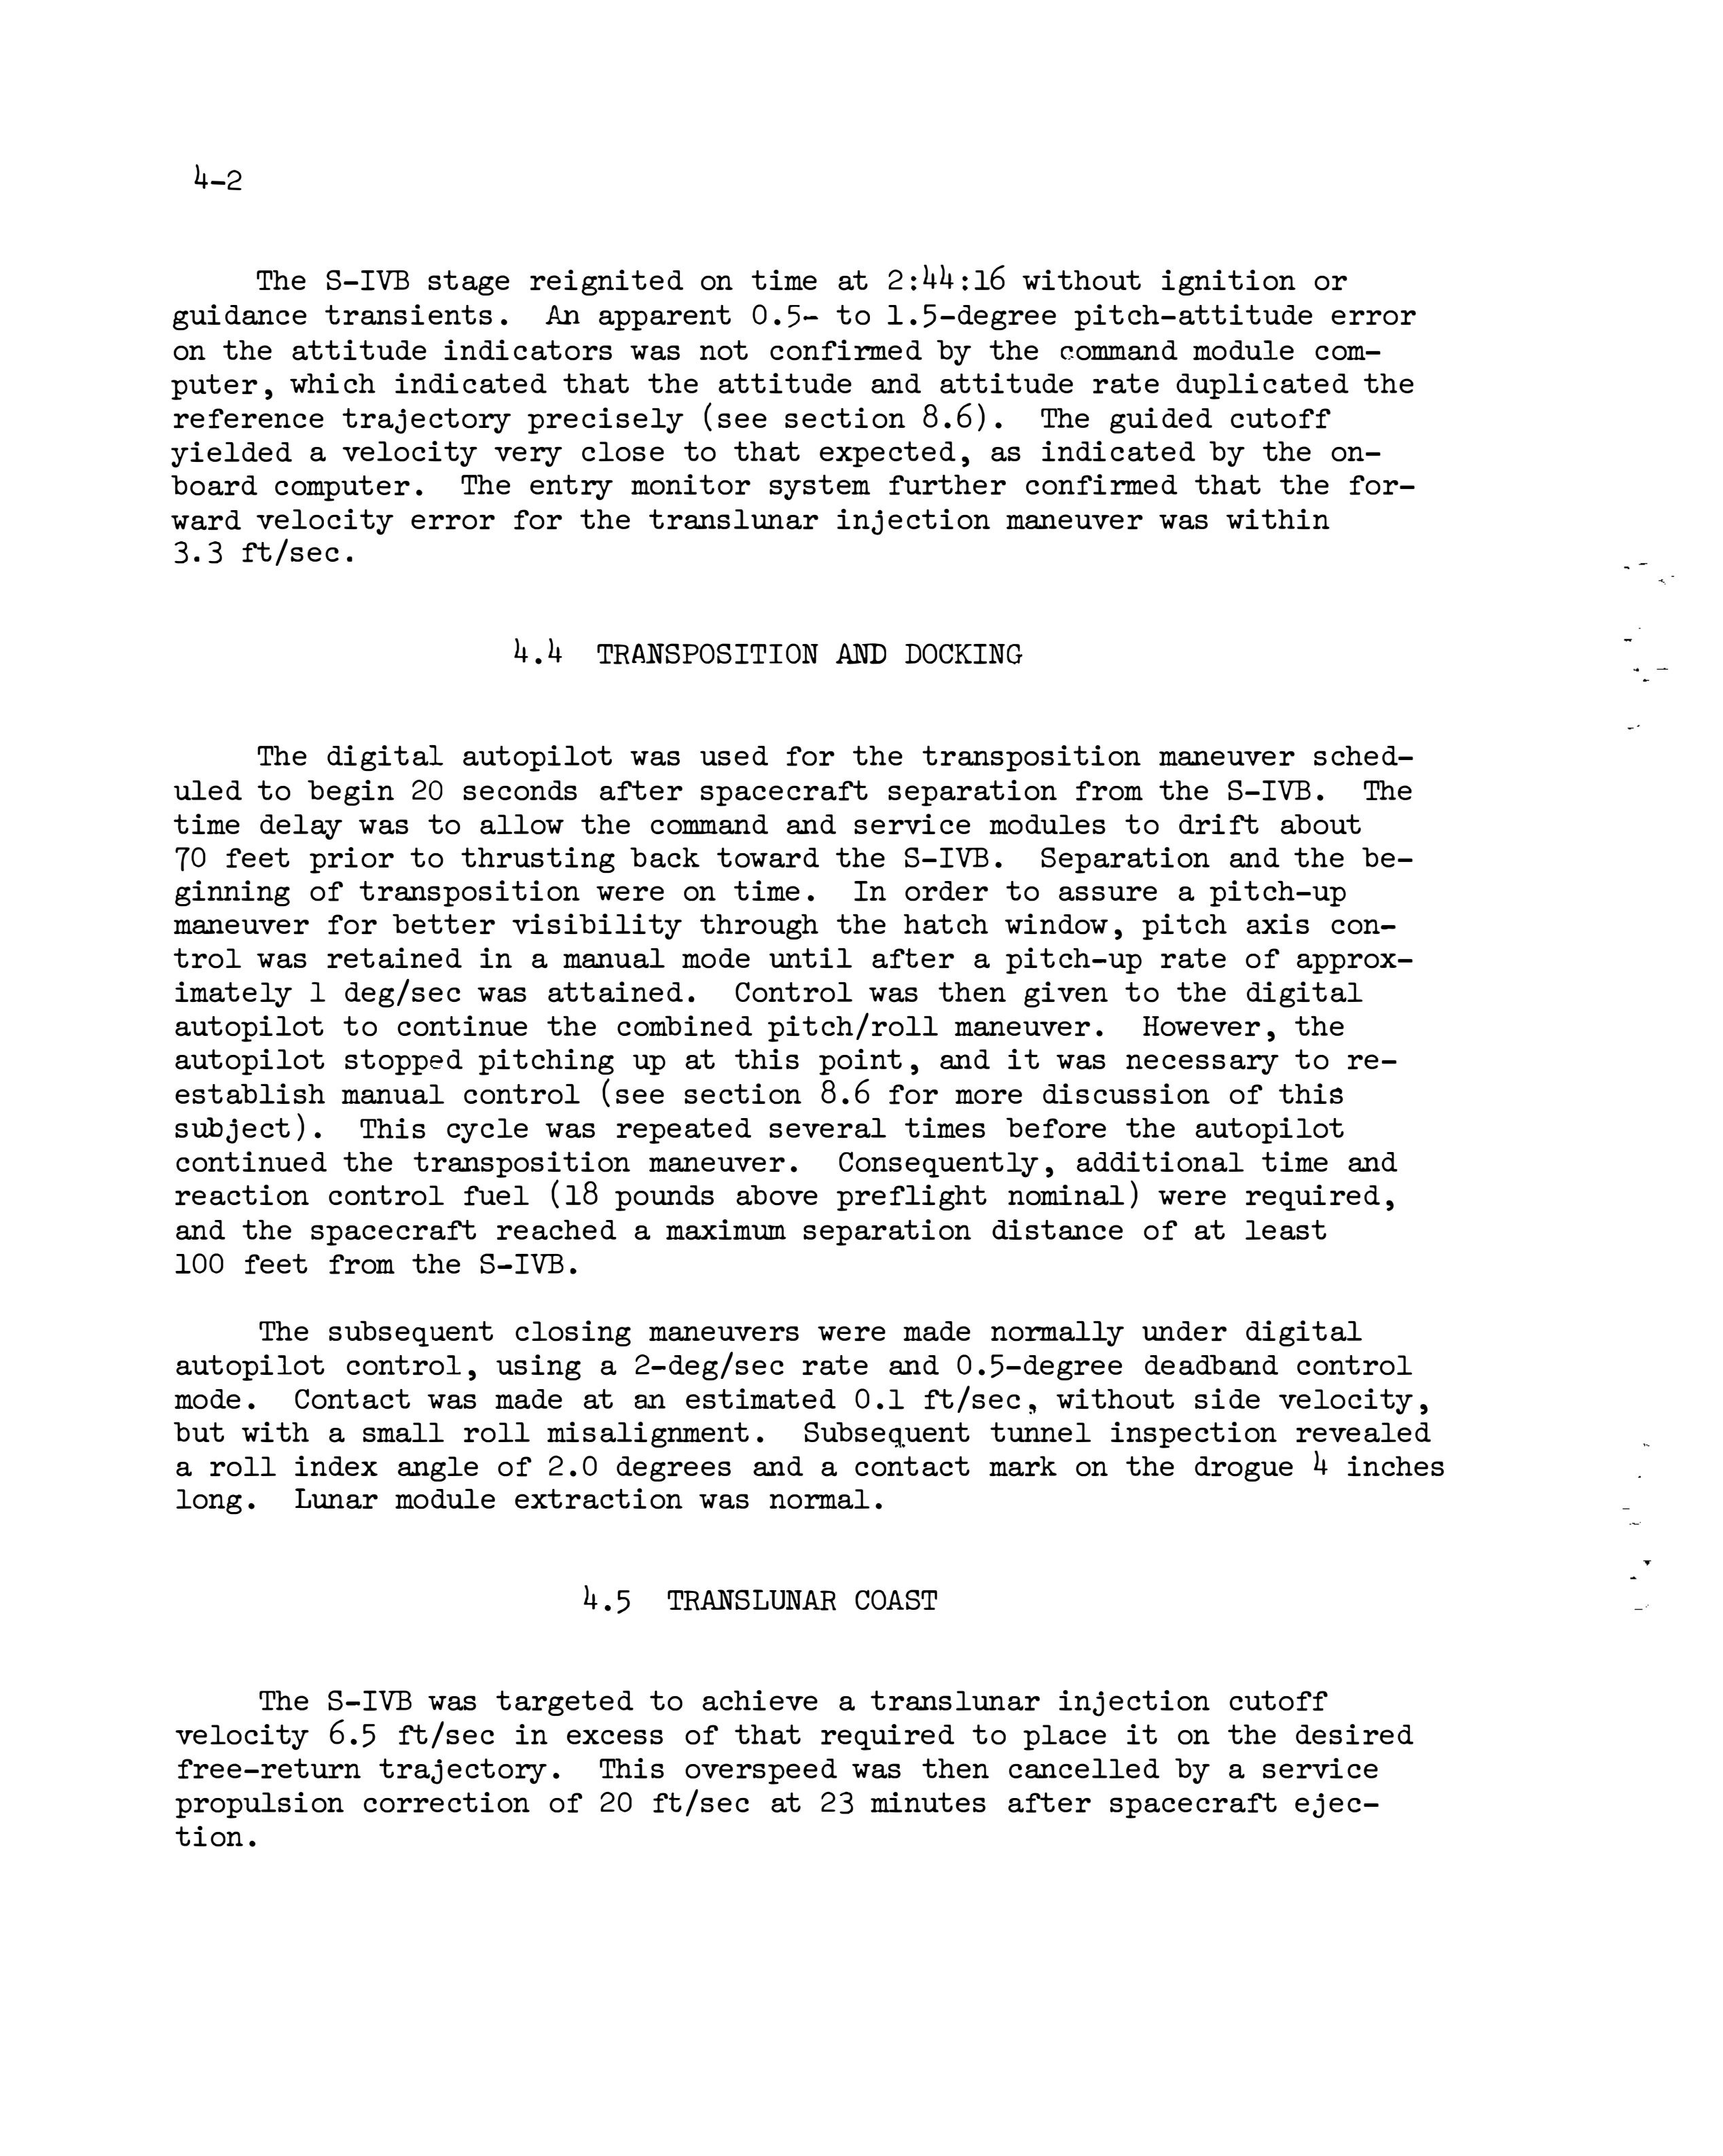 4-2
The S-IVB stage reignited on time at 2:44:16 without ignition or
guidance transients. An apparent 0.5- to 1.5-degree pitch-attitude error
on the attitude indicators was not confirmed by the command module com-
puter, which indicated that the attitude and attitude rate duplicated the
reference trajectory precisely (see section 8.6). The guided cutoff
yielded a velocity very close to that expected, as indicated by the on-
board computer. The entry monitor system further confirmed that the for-
ward velocity error for the translunar injection maneuver was within
3.3 ft/sec.
4.4 TRANSPOSITION AND DOCKING
The digital autopilot was used for the transposition maneuver sched-
uled to begin 20 seconds after spacecraft separation from the S-IVB. The
time delay was to allow the command and service modules to drift about
70 feet prior to thrusting back toward the S-IVB. Separation and the be-
ginning of transposition were on time. In order to assure a pitch-up
maneuver for better visibility through the hatch window, pitch axis con-
trol was retained in a manual mode until after a pitch-up rate of approx-
imately 1 deg/sec was attained. Control was then given to the digital
autopilot to continue the combined pitch/roll maneuver. However, the
autopilot stopped pitching up at this point, and it was necessary to re-
establish manual control (see section 8.6 for more discussion of this
subject). This cycle was repeated several times before the autopilot
continued the transposition maneuver. Consequently, additional time and
reaction control fuel (18 pounds above preflight nominal) were required,
and the spacecraft reached a maximum separation distance of at least
100 feet from the S-IVB.
The subsequent closing maneuvers were made normally under digital
autopilot control, using a 2-deg/sec rate and 0.5-degree deadband control
mode. Contact was made at an estimated 0.1 ft/sec, without side velocity,
but with a small roll misalignment. Subsequent tunnel inspection revealed
a roll index angle of 2.0 degrees and a contact mark on the drogue 4 inches
long. Lunar module extraction was normal.
4.5 TRANSLUNAR COAST
The S-IVB was targeted to achieve a translunar injection cutoff
velocity 6.5 ft/sec in excess of that required to place it on the desired
free-return trajectory. This overspeed was then cancelled by a service
propulsion correction of 20 ft/sec at 23 minutes after spacecraft ejec-
tion.